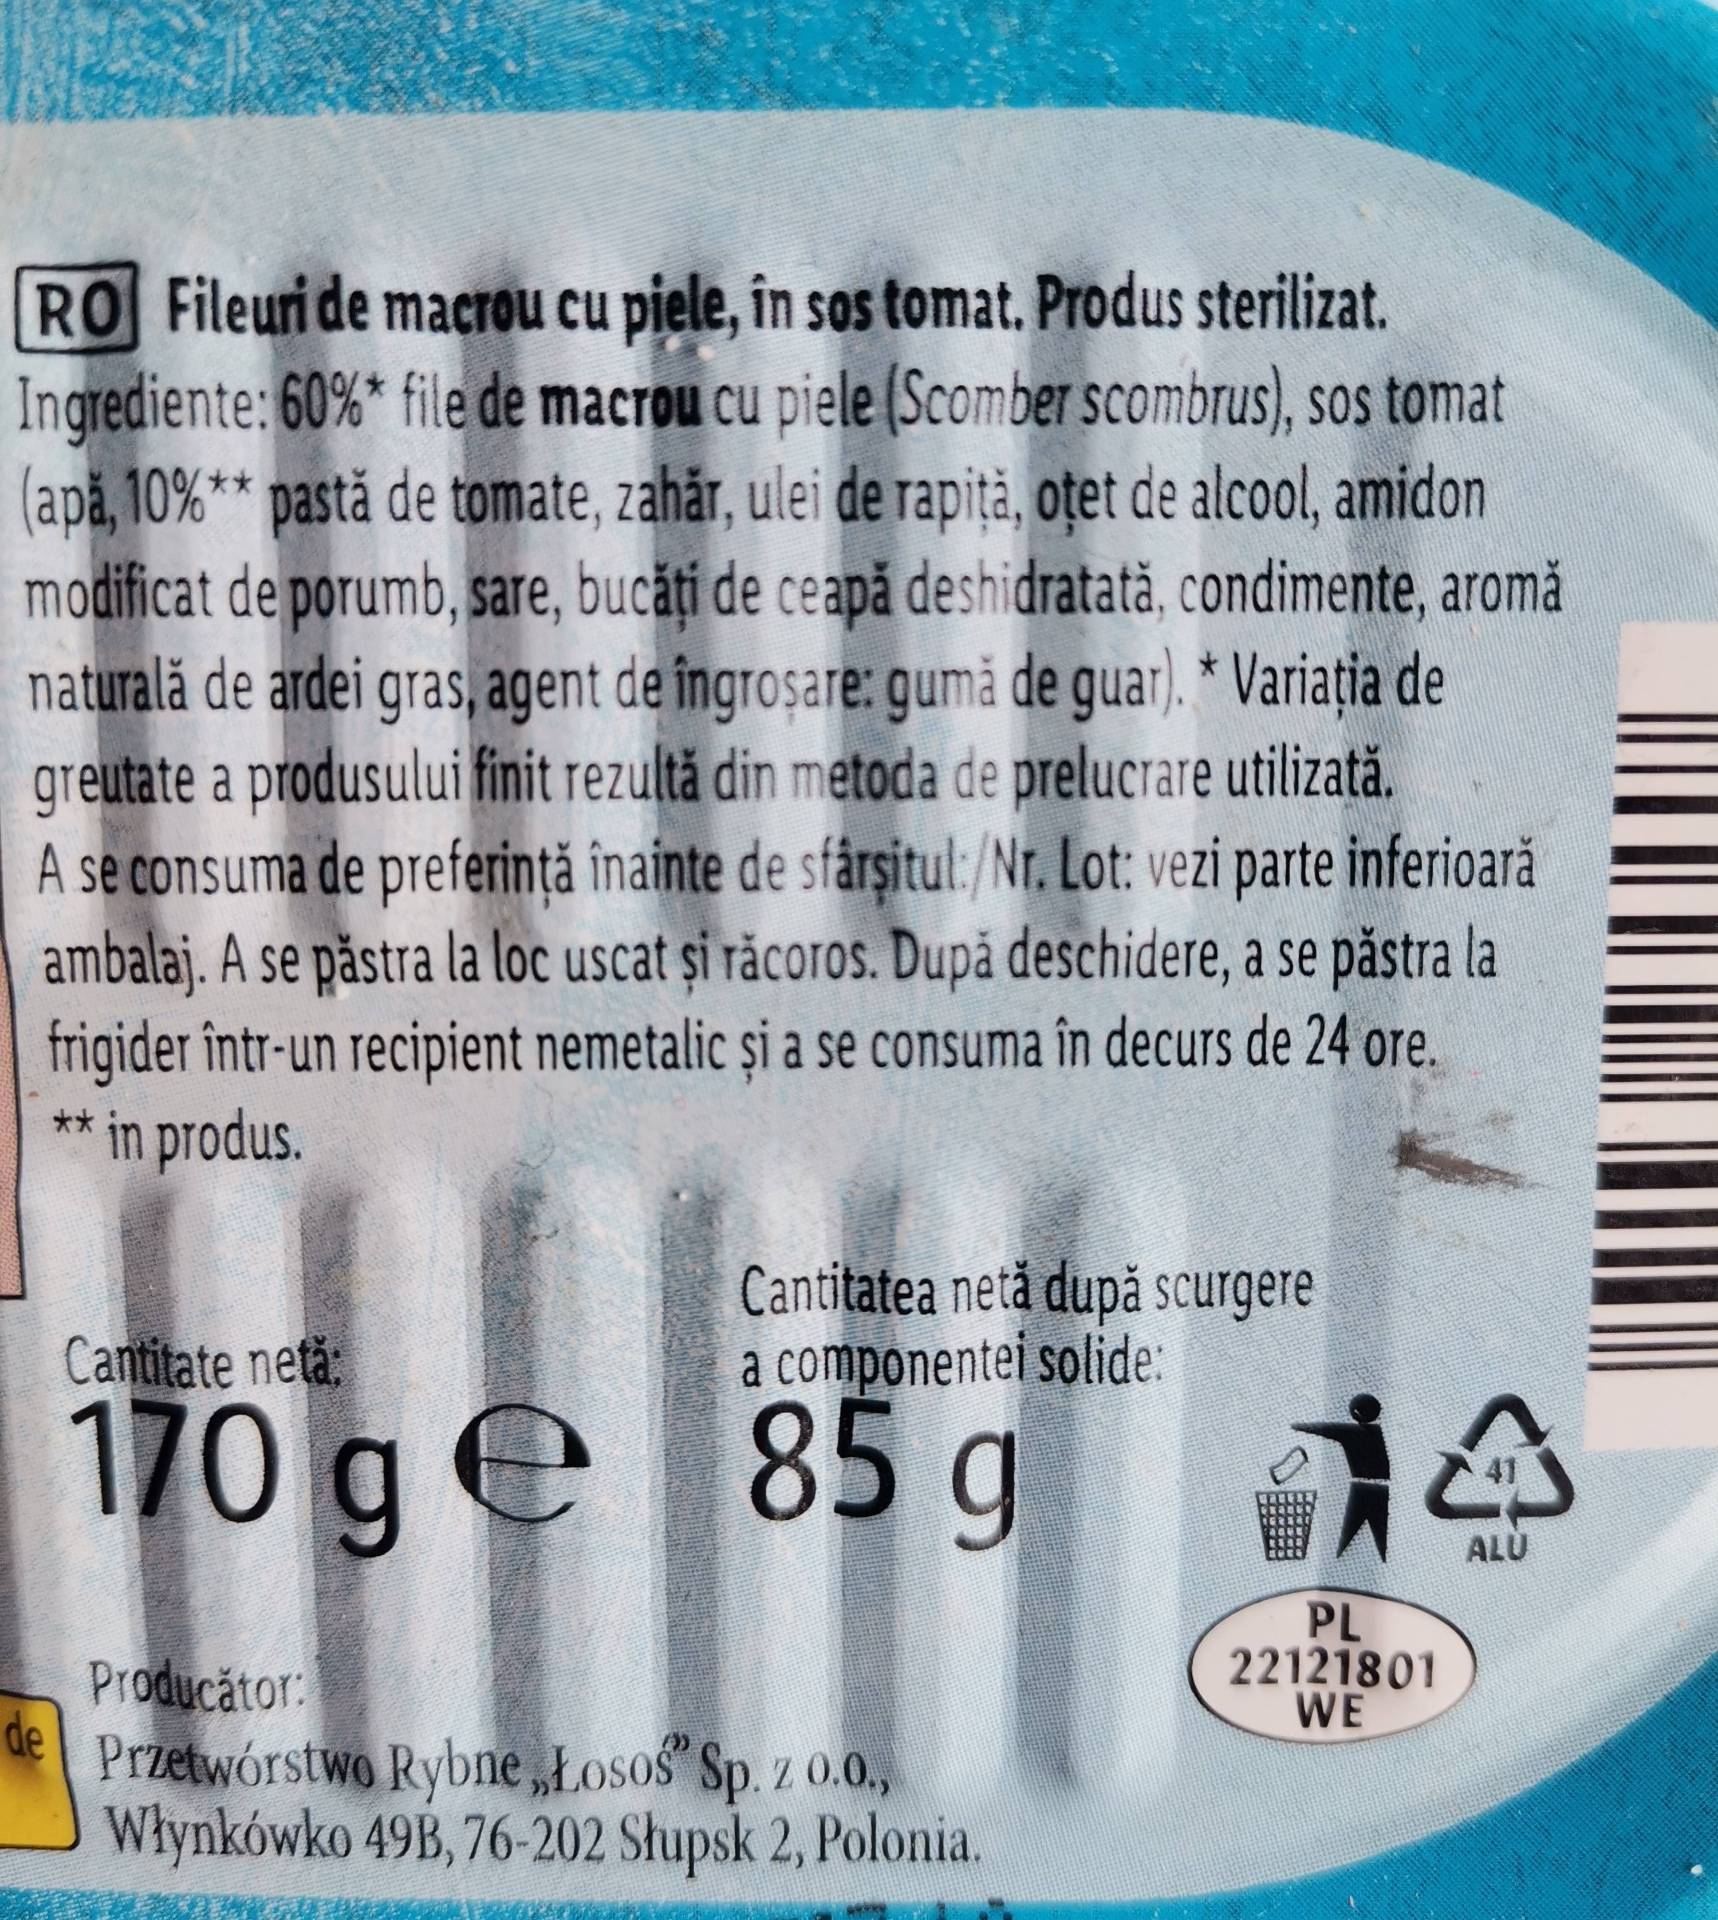 RO Fileuri de macrou cu piele, în sos tomat. Produs sterilizat.
Ingrediente: 60%* file de macrou cu piele (Scomber scombrus), sos tomat
(apă, 10%** pastă de tomate, zahăr, ulei de rapiță, oțet de alcool, amidon
modificat de porumb, sare, bucăți de ceapă deshidratată, condimente, aromă
naturală de ardei gras, agent de îngroșare: gumă de guar). * Variația de
greutate a produsului finit rezultă din metoda de prelucrare utilizată.
A se consuma de preferință înainte de sfârșitul:/Nr. Lot: vezi parte inferioară
ambalaj. A se păstra la loc uscat și răcoros. După deschidere, a se păstra la
frigider într-un recipient nemetalic și a se consuma în decurs de 24 ore.
** in produs.
Cantitate netă:
170 g e
Cantitatea netă după scurgere
a componentei solide:
85 g
41
ALU
PL
22121801
WE
Producător:
Przetwórstwo Rybne „Łosoś” Sp. z o.o.,
Włynkówko 49B, 76-202 Słupsk 2, Polonia.
de